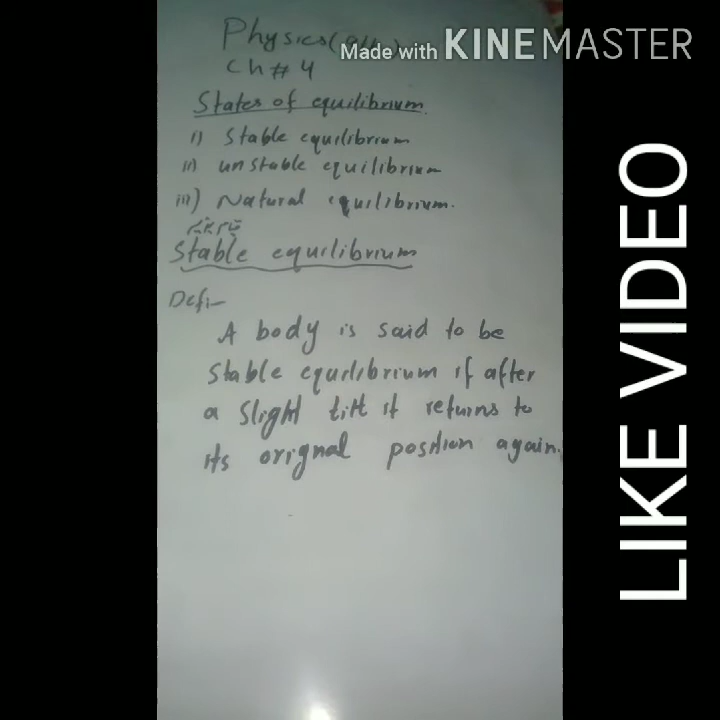 Physics(9th)
Made with KINEMASTER
Ch # 4
States of equilibrium.
i) Stable equilibrium
ii) unstable equilibrium
iii) Natural equilibrium.
Stable equilibrium
Def:-
A body is said to be
stable equilibrium if after
a slight tilt it returns to
its orignal position again.
LIKE VIDEO